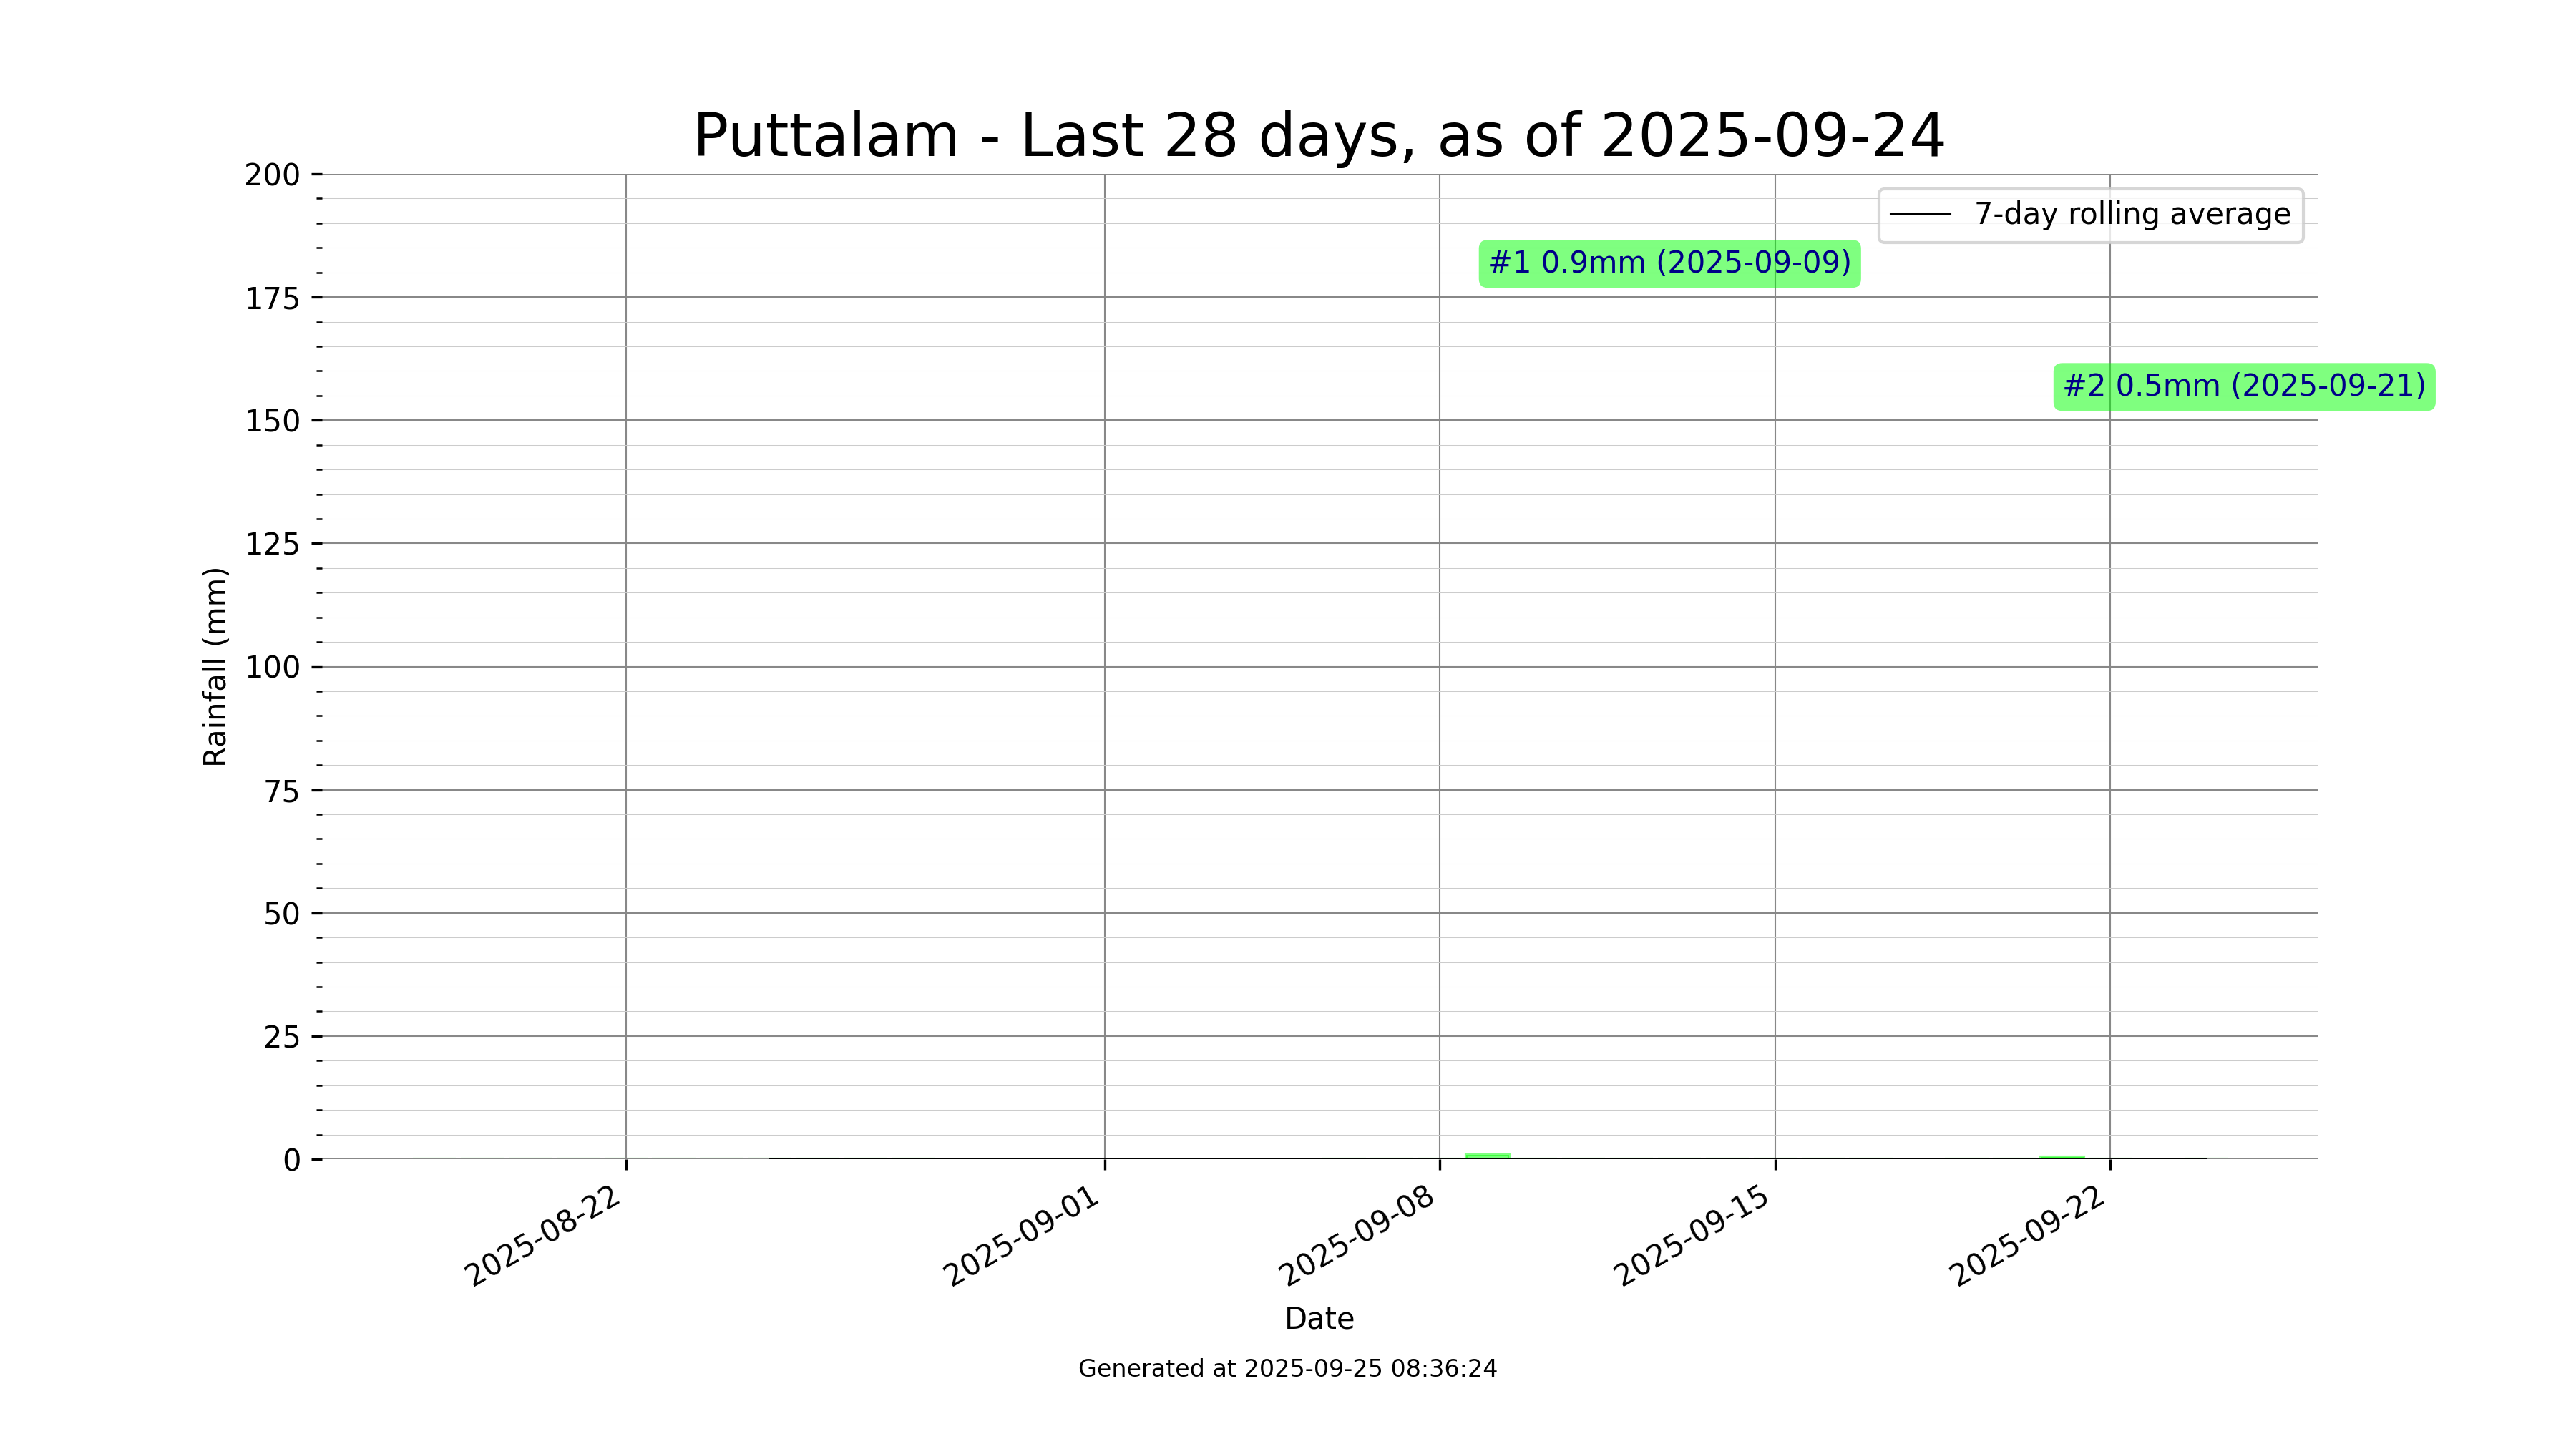 Puttalam - Last 28 days, as of 2025-09-24
200
175
150
125
100
75
50
25
0
Rainfall (mm)
7-day rolling average
#1 0.9mm (2025-09-09)
#2 0.5mm (2025-09-21)
2025-08-22
2025-09-01
2025-09-08
2025-09-15
2025-09-22
Date
Generated at 2025-09-25 08:36:24